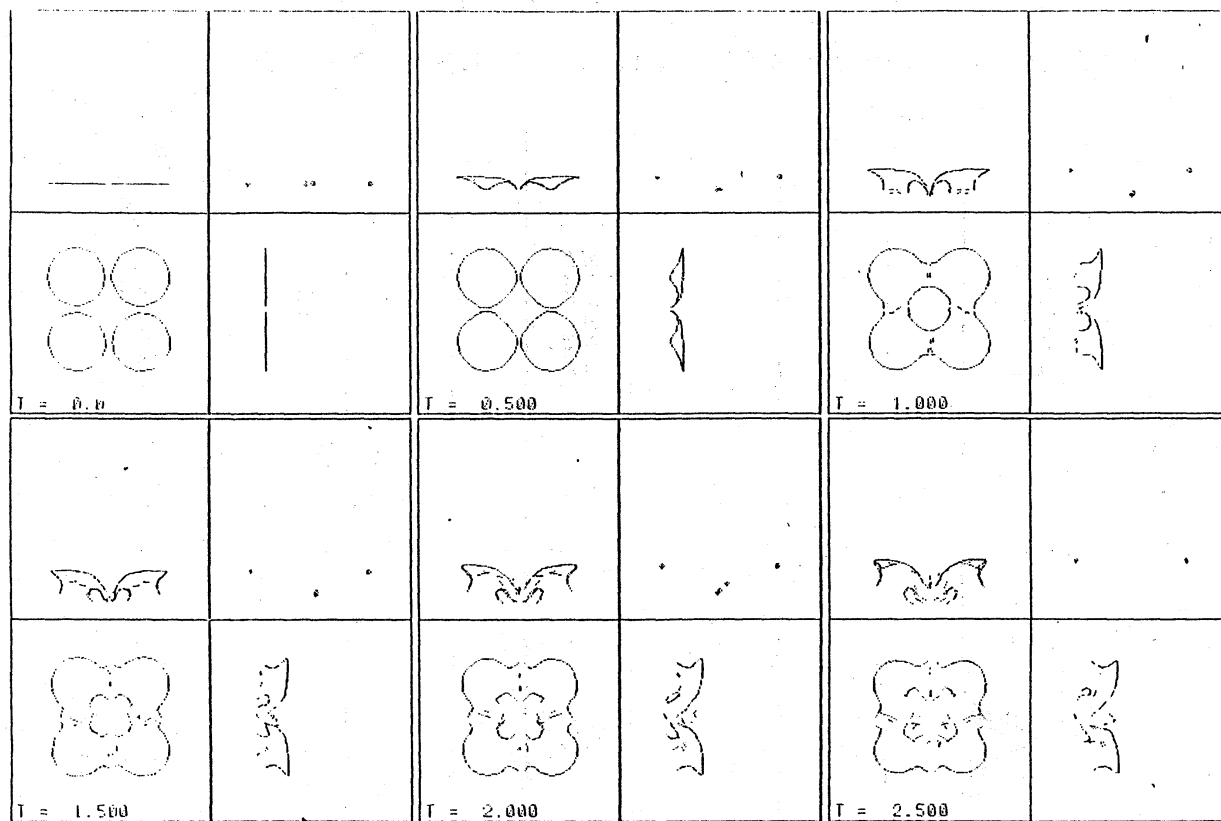 T = 0.0
T = 0.500
T = 1.000
T = 1.500
T = 2.000
T = 2.500